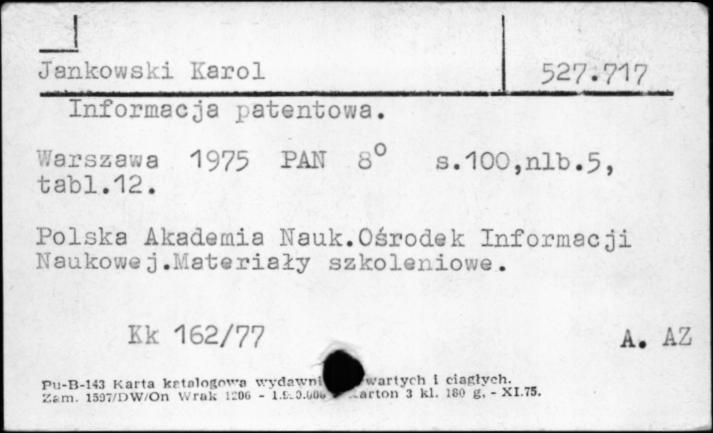 Jankowski Karol 527.717
Informacja patentowa.
Warszawa 1975 PAN 8° s.100,nlb.5,
tabl.12.
Polska Akademia Nauk.Ośrodek Informacji
Naukowej.Materiały szkoleniowe.
Kk 162/77 A. AZ
Pu-B-143 Karta katalogowa wydawni wartych i ciągłych.
Zam. 1597/DW/On Wrak 1206 - karton 3 kl. 180 g. - XI.75.